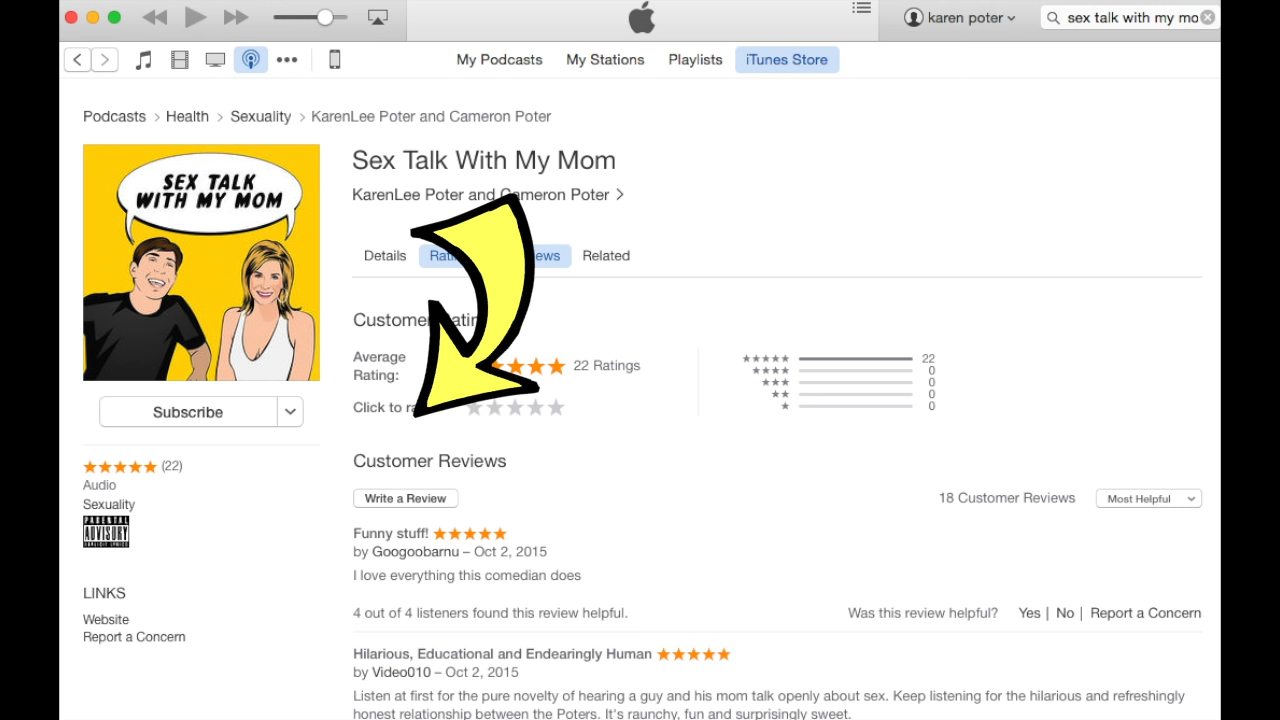 karen poter
sex talk with my mo
My Podcasts My Stations Playlists iTunes Store
Podcasts > Health > Sexuality > KarenLee Poter and Cameron Poter
SEX TALK
WITH MY MOM
Subscribe
(22)
Audio
Sexuality
PARENTAL
ADVISORY
EXPLICIT LYRICS
LINKS
Website
Report a Concern
Sex Talk With My Mom
KarenLee Poter and Cameron Poter >
Details Rat ews Related
Customer Ratin
Average
Rating:
22 Ratings
Click to ra
★★★★★ 22
★★★★ 0
★★★ 0
★★ 0
★ 0
Customer Reviews
Write a Review
18 Customer Reviews Most Helpful
Funny stuff! ★★★★★
by Googoobarnu – Oct 2, 2015
I love everything this comedian does
4 out of 4 listeners found this review helpful. Was this review helpful? Yes | No | Report a Concern
Hilarious, Educational and Endearingly Human ★★★★★
by Video010 – Oct 2, 2015
Listen at first for the pure novelty of hearing a guy and his mom talk openly about sex. Keep listening for the hilarious and refreshingly
honest relationship between the Poters. It's raunchy, fun and surprisingly sweet.